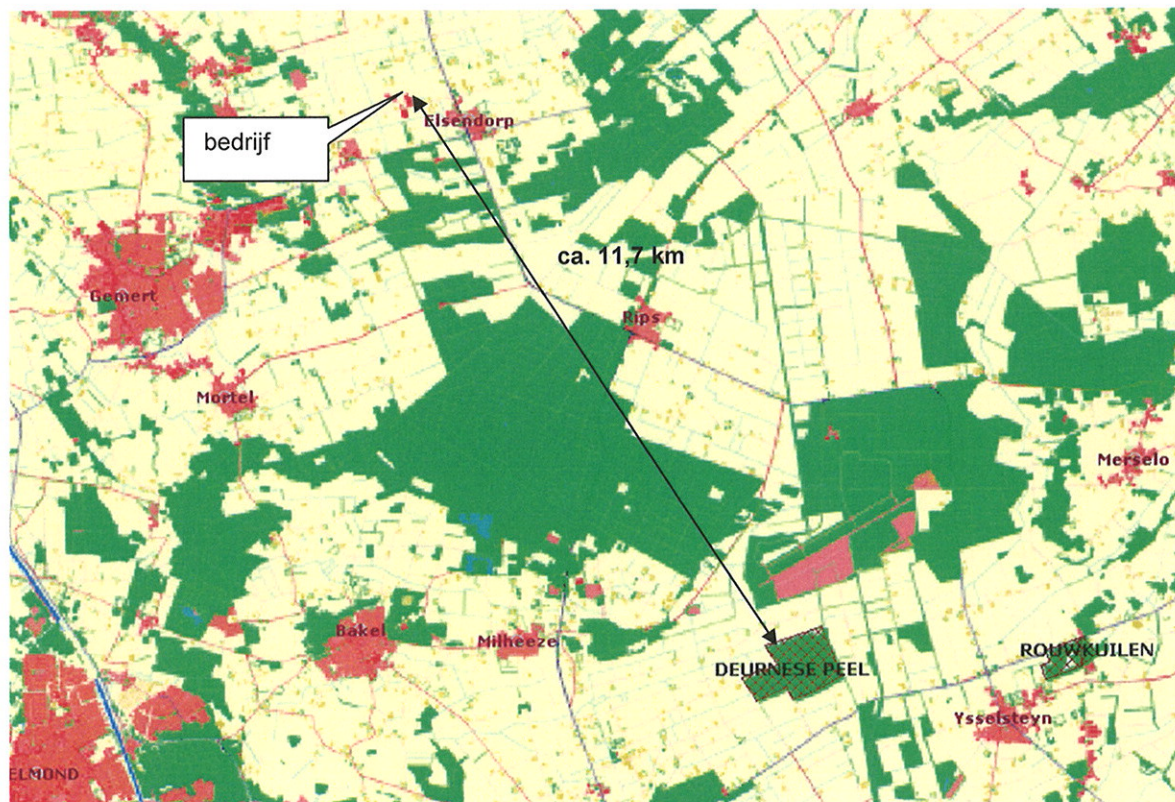 bedrijf
Elsendorp
ca. 11,7 km
Gemert
Rips
Mortel
Merselo
Bakel
Milheeze
DEURNESE PEEL
ROUWKUILEN
Ysselsteyn
ELMOND